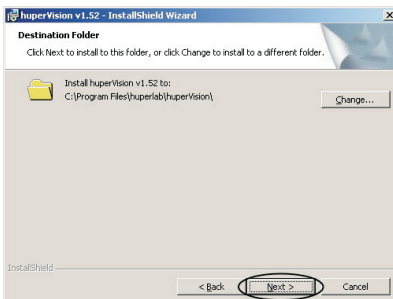 huperVision v1.52 - InstallShield Wizard
Destination Folder
Click Next to install to this folder, or click Change to install to a different folder.
Install huperVision v1.52 to:
C:\Program Files\huperlab\huperVision\
Change...
InstallShield
< Back Next > Cancel